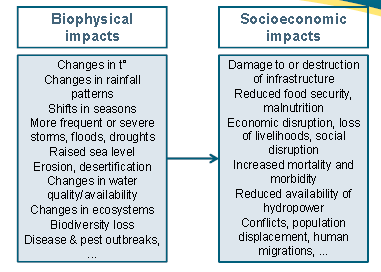 Biophysical
impacts
Changes in t°
Changes in rainfall
patterns
Shifts in seasons
More frequent or severe
storms, floods, droughts
Raised sea level
Erosion, desertification
Changes in water
quality/availability
Changes in ecosystems
Biodiversity loss
Disease & pest outbreaks,
...
Socioeconomic
impacts
Damage to or destruction
of infrastructure
Reduced food security,
malnutrition
Economic disruption, loss
of livelihoods, social
disruption
Increased mortality and
morbidity
Reduced availability of
hydropower
Conflicts, population
displacement, human
migrations, ...